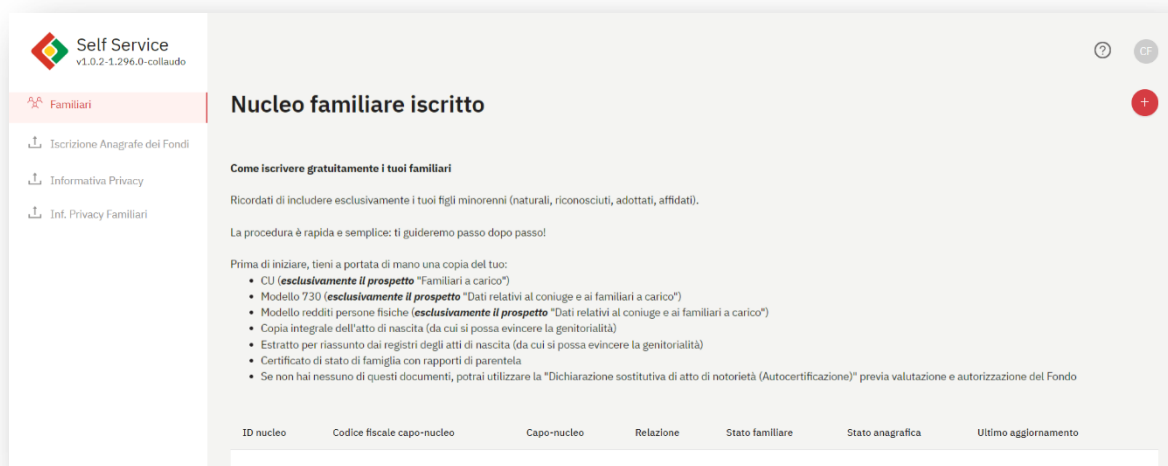 Self Service
v1.0.2-1.296.0-collaudo
CF
Familiari
Iscrizione Anagrafe dei Fondi
Informativa Privacy
Inf. Privacy Familiari
Nucleo familiare iscritto
Come iscrivere gratuitamente i tuoi familiari
Ricordati di includere esclusivamente i tuoi figli minorenni (naturali, riconosciuti, adottati, affidati).
La procedura è rapida e semplice: ti guideremo passo dopo passo!
Prima di iniziare, tieni a portata di mano una copia del tuo:
• CU (esclusivamente il prospetto "Familiari a carico")
• Modello 730 (esclusivamente il prospetto "Dati relativi al coniuge e ai familiari a carico")
• Modello redditi persone fisiche (esclusivamente il prospetto "Dati relativi al coniuge e ai familiari a carico")
• Copia integrale dell'atto di nascita (da cui si possa evincere la genitorialità)
• Estratto per riassunto dai registri degli atti di nascita (da cui si possa evincere la genitorialità)
• Certificato di stato di famiglia con rapporti di parentela
• Se non hai nessuno di questi documenti, potrai utilizzare la "Dichiarazione sostitutiva di atto di notorietà (Autocertificazione)" previa valutazione e autorizzazione del Fondo
ID nucleo Codice fiscale capo-nucleo Capo-nucleo Relazione Stato familiare Stato anagrafica Ultimo aggiornamento